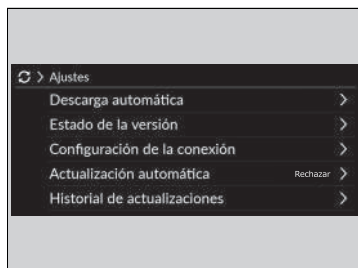 Ajustes
Descarga automática
Estado de la versión
Configuración de la conexión
Actualización automática Rechazar
Historial de actualizaciones